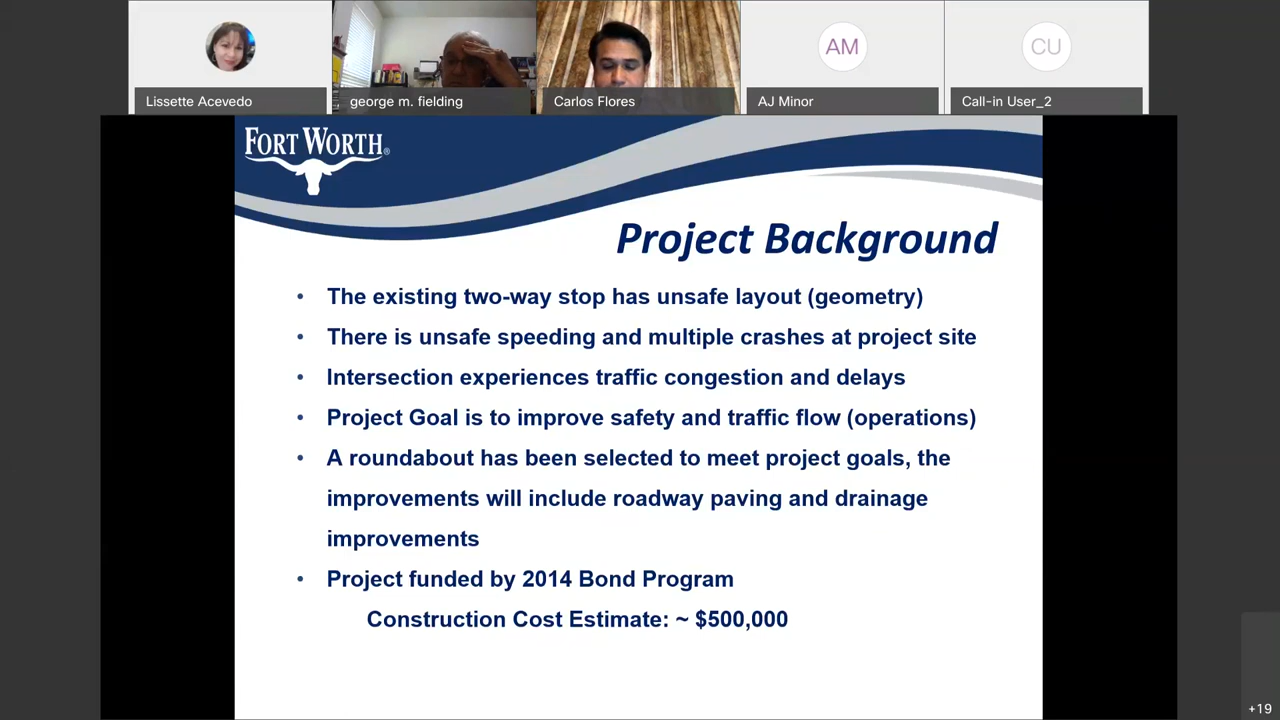 Lissette Acevedo
george m. fielding
Carlos Flores
AM
AJ Minor
CU
Call-in User_2
FORT WORTH®
Project Background
• The existing two-way stop has unsafe layout (geometry)
• There is unsafe speeding and multiple crashes at project site
• Intersection experiences traffic congestion and delays
• Project Goal is to improve safety and traffic flow (operations)
• A roundabout has been selected to meet project goals, the
improvements will include roadway paving and drainage
improvements
• Project funded by 2014 Bond Program
Construction Cost Estimate: ~ $500,000
+19